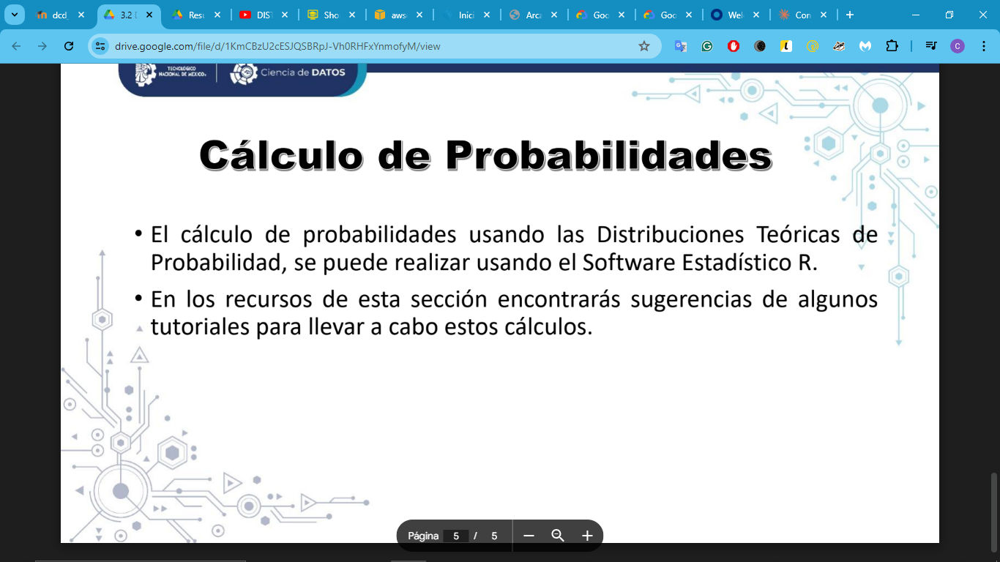 dcd_
3.2 D
Resu
DIST
Sho
aws
Inici
Arca
Goo
Goo
Wel
Con
drive.google.com/file/d/1KmCBzU2cESJQSBRpJ-Vh0RHFxYnmofyM/view
C
TECNOLÓGICO
NACIONAL DE MÉXICO
Ciencia de DATOS
Cálculo de Probabilidades
• El cálculo de probabilidades usando las Distribuciones Teóricas de
Probabilidad, se puede realizar usando el Software Estadístico R.
• En los recursos de esta sección encontrarás sugerencias de algunos
tutoriales para llevar a cabo estos cálculos.
Página 5 / 5